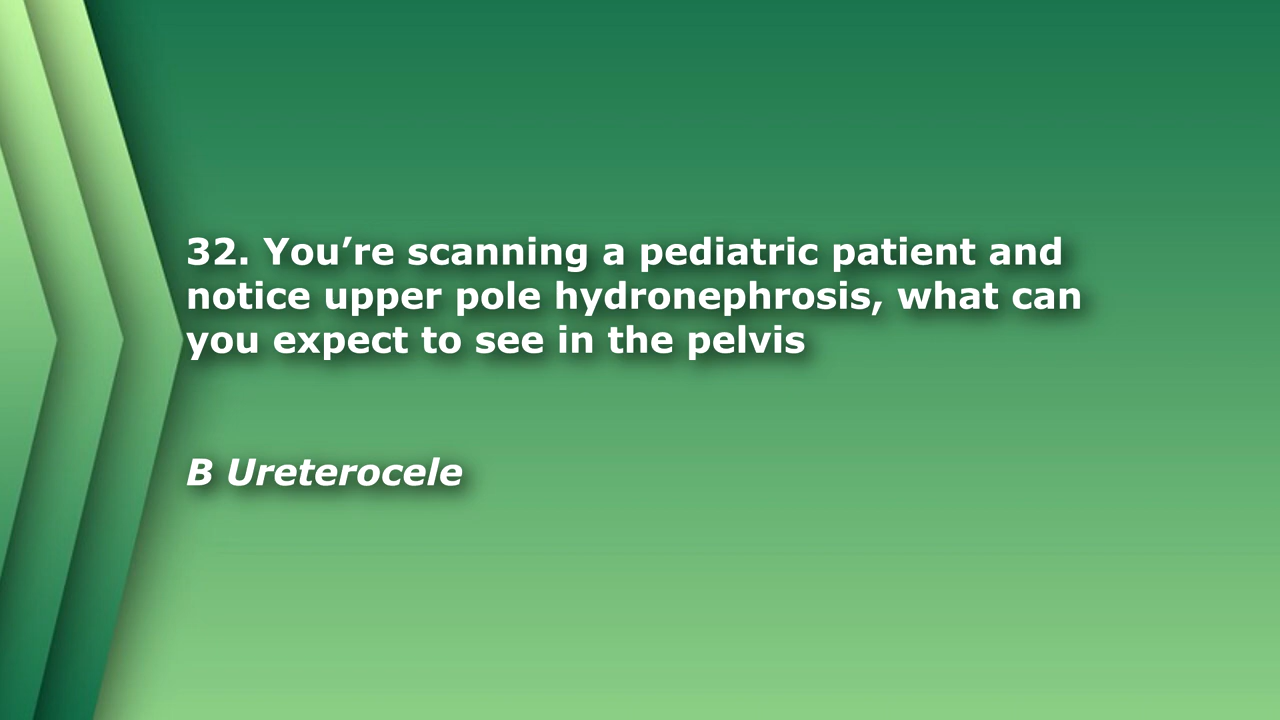 32. You’re scanning a pediatric patient and
notice upper pole hydronephrosis, what can
you expect to see in the pelvis
B Ureterocele